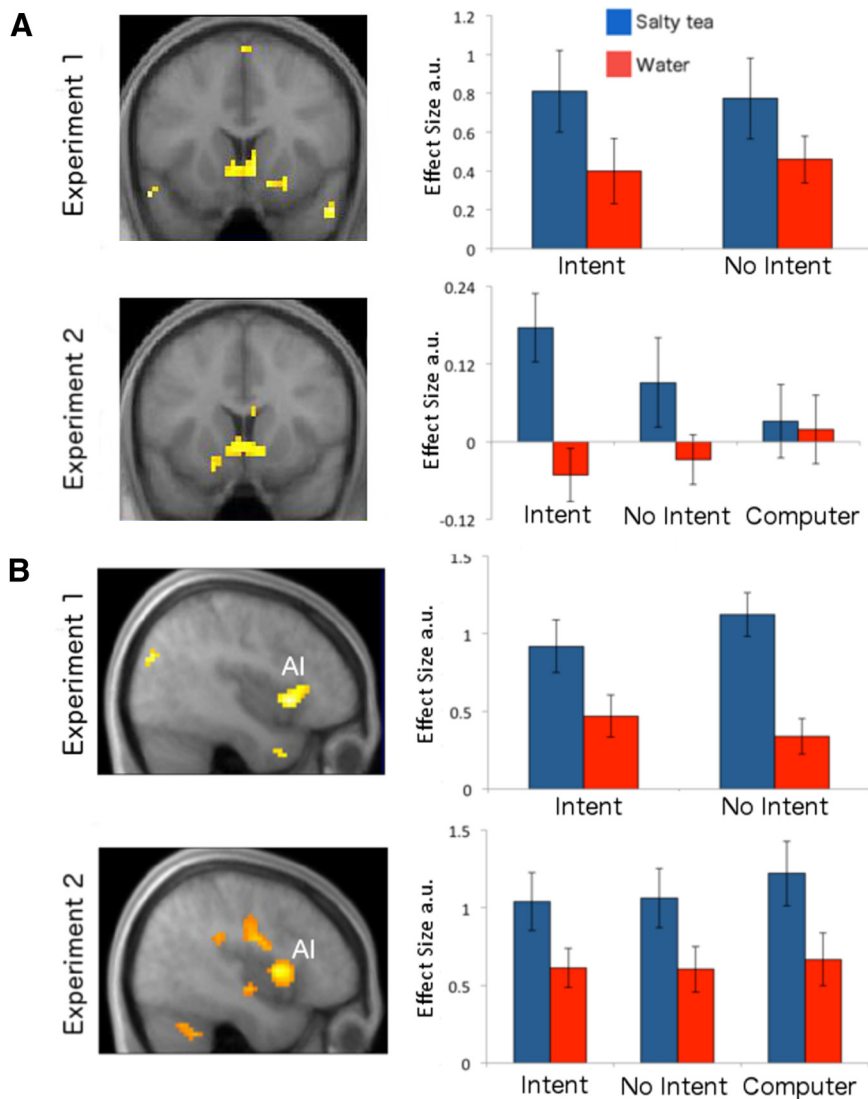 A
Experiment 1
Effect Size a.u.
1.2
1
0.8
0.6
0.4
0.2
0
Salty tea
Water
Intent
No Intent
Experiment 2
Effect Size a.u.
0.24
0.12
0
-0.12
Intent
No Intent
Computer
B
Experiment 1
AI
Effect Size a.u.
1.5
1
0.5
0
Intent
No Intent
Experiment 2
AI
Effect Size a.u.
1.5
1
0.5
0
Intent
No Intent
Computer